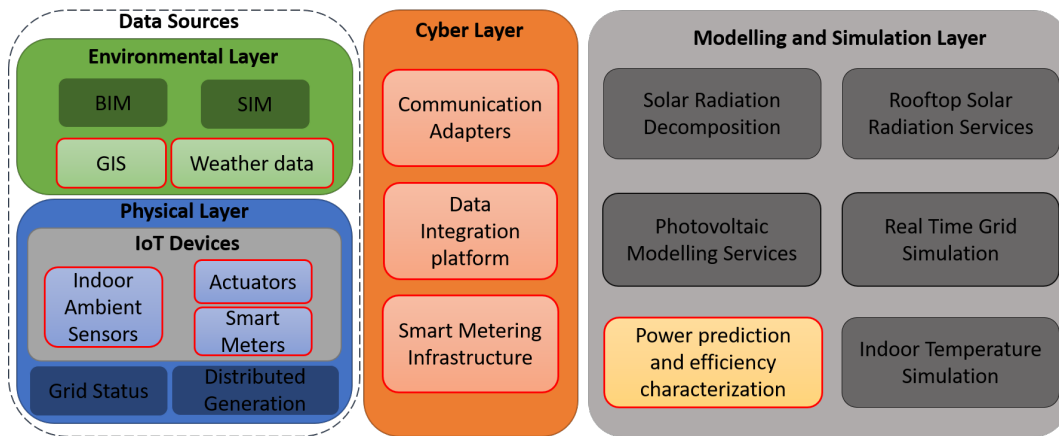 Data Sources
Environmental Layer
BIM
SIM
GIS
Weather data
Physical Layer
IoT Devices
Indoor
Ambient
Sensors
Actuators
Smart
Meters
Grid Status
Distributed
Generation
Cyber Layer
Communication
Adapters
Data
Integration
platform
Smart Metering
Infrastructure
Modelling and Simulation Layer
Solar Radiation
Decomposition
Rooftop Solar
Radiation Services
Photovoltaic
Modelling Services
Real Time Grid
Simulation
Power prediction
and efficiency
characterization
Indoor Temperature
Simulation